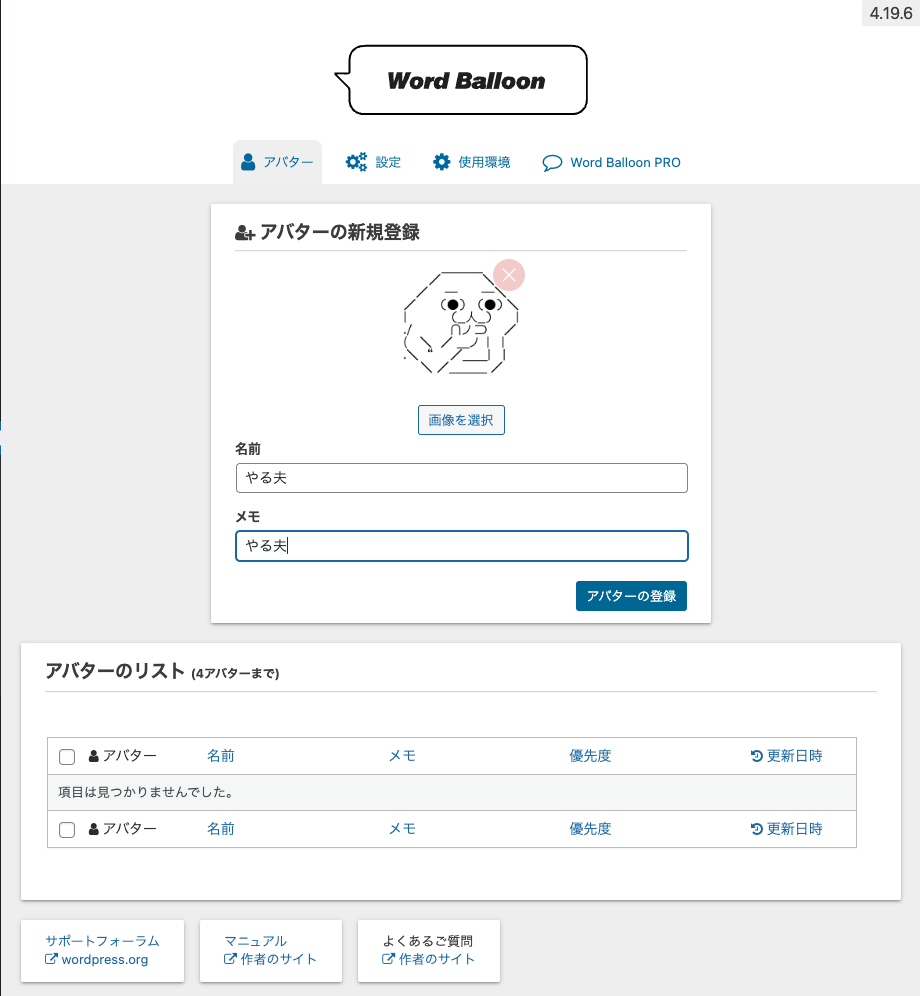 4.19.6
Word Balloon
アバター 設定 使用環境 Word Balloon PRO
アバターの新規登録
画像を選択
名前
やる夫
メモ
やる夫
アバターの登録
アバターのリスト (4アバターまで)
アバター 名前 メモ 優先度 更新日時
項目は見つかりませんでした。
アバター 名前 メモ 優先度 更新日時
サポートフォーラム
wordpress.org
マニュアル
作者のサイト
よくあるご質問
作者のサイト